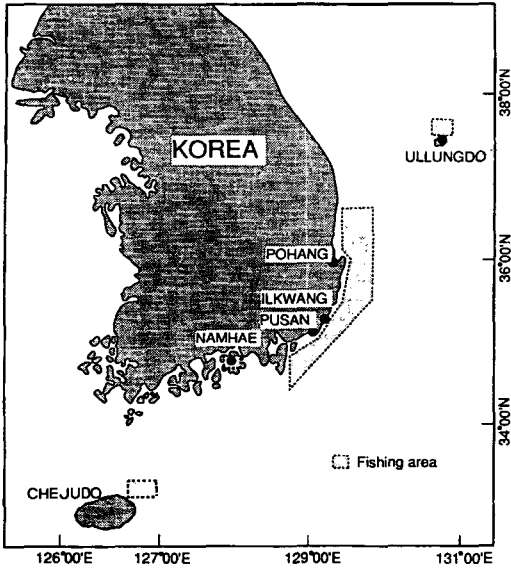 38°00'N
KOREA
ULLUNGDO
POHANG
36°00'N
ILKWANG
PUSAN
NAMHAE
34°00'N
Fishing area
CHEJUDO
126°00'E
127°00'E
129°00'E
131°00'E